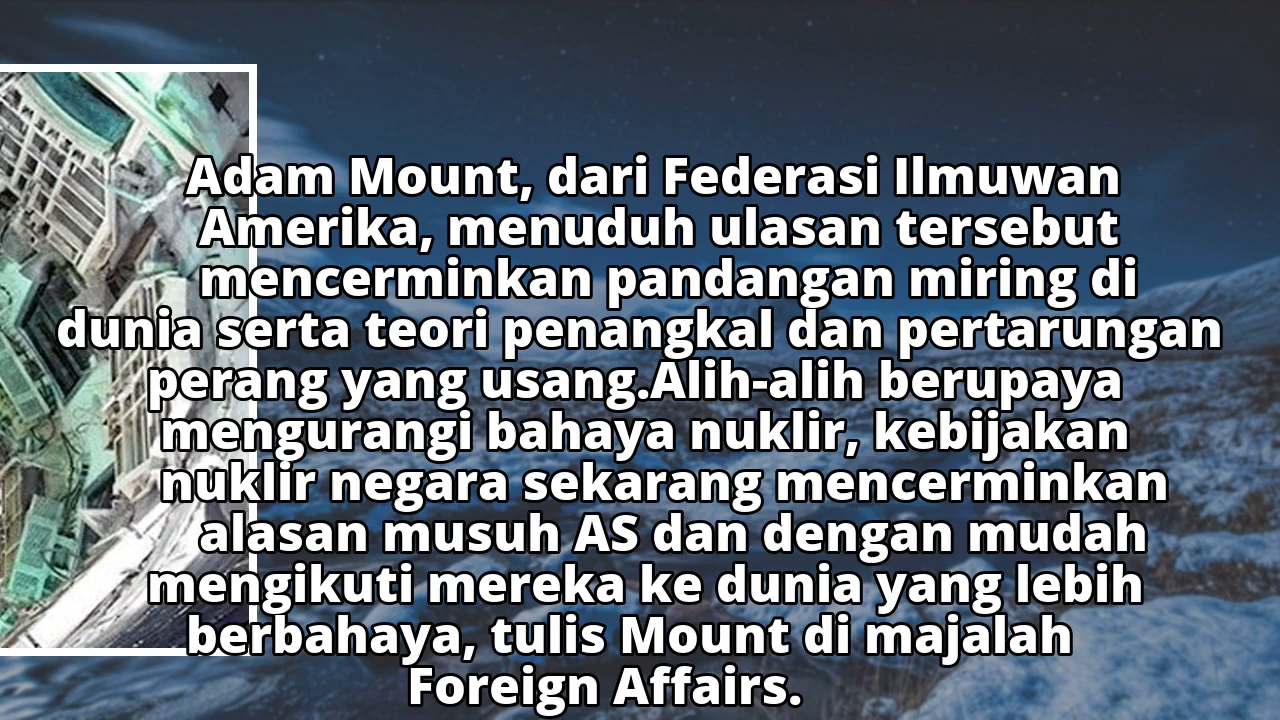 Adam Mount, dari Federasi Ilmuwan
Amerika, menuduh ulasan tersebut
mencerminkan pandangan miring di
dunia serta teori penangkal dan pertarungan
perang yang usang.Alih-alih berupaya
mengurangi bahaya nuklir, kebijakan
nuklir negara sekarang mencerminkan
alasan musuh AS dan dengan mudah
mengikuti mereka ke dunia yang lebih
berbahaya, tulis Mount di majalah
Foreign Affairs.